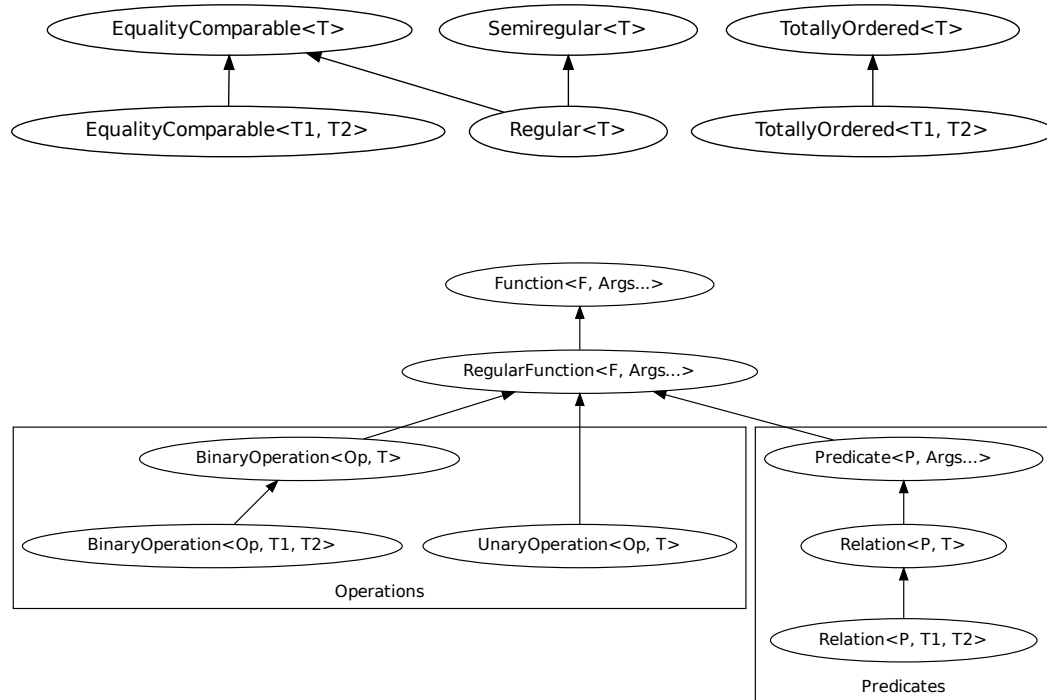 EqualityComparable<T>
Semiregular<T>
TotallyOrdered<T>
EqualityComparable<T1, T2>
Regular<T>
TotallyOrdered<T1, T2>
Function<F, Args...>
RegularFunction<F, Args...>
BinaryOperation<Op, T>
Predicate<P, Args...>
BinaryOperation<Op, T1, T2>
UnaryOperation<Op, T>
Relation<P, T>
Operations
Relation<P, T1, T2>
Predicates